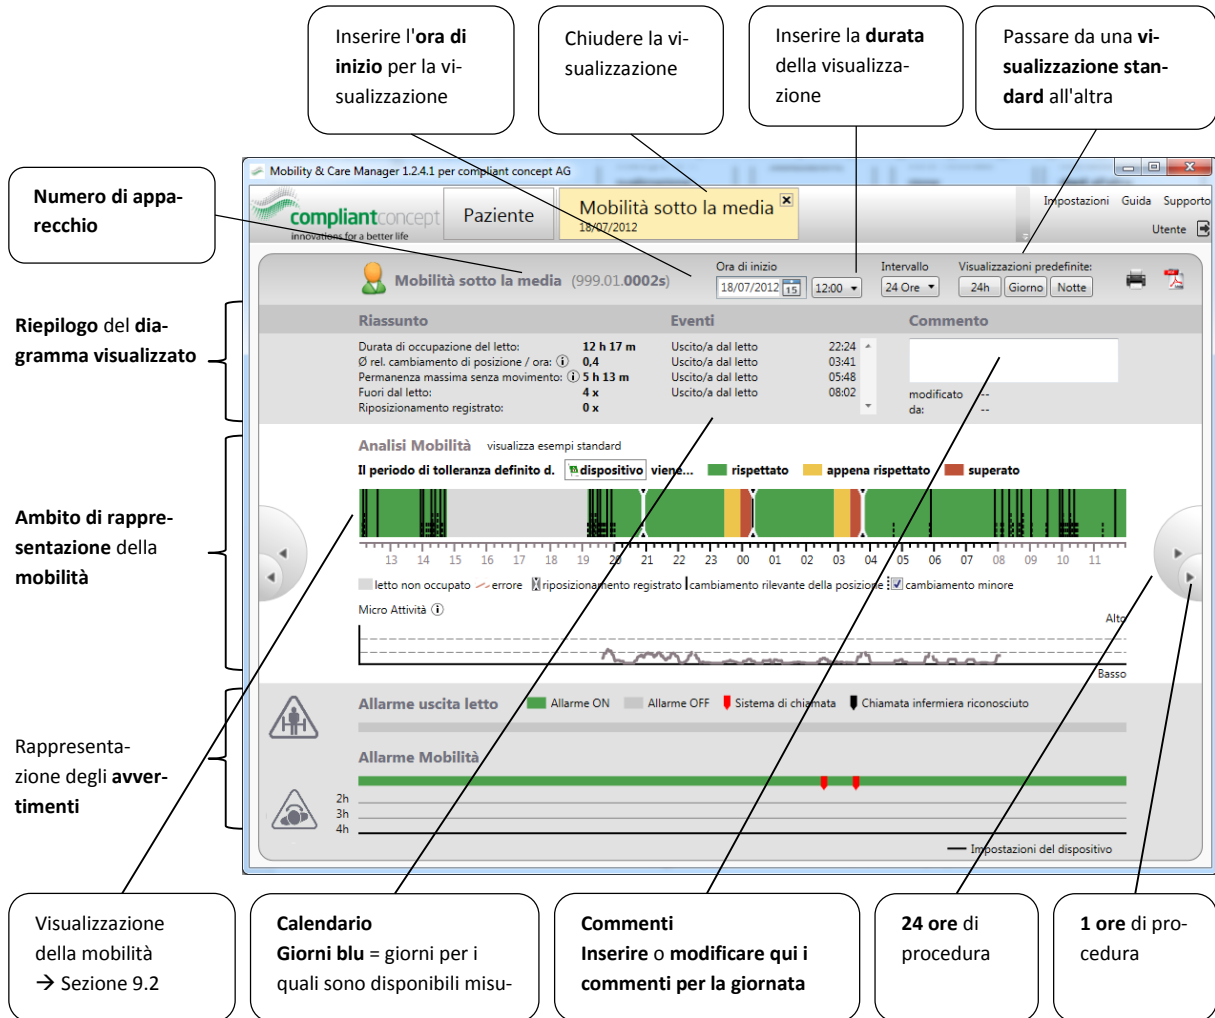 Inserire l'ora di
inizio per la vi-
sualizzazione
Chiudere la vi-
sualizzazione
Inserire la durata
della visualizza-
zione
Passare da una vi-
sualizzazione stan-
dard all'altra
Numero di appa-
recchio
Riepilogo del dia-
gramma visualizzato
Ambito di rappre-
sentazione della
mobilità
Rappresenta-
zione degli avver-
timenti
Mobility & Care Manager 1.2.4.1 per compliant concept AG
compliantconcept
innovations for a better life
Paziente
Mobilità sotto la media
18/07/2012
Impostazioni Guida Supporto
Utente
Mobilità sotto la media (999.01.0002s)
Ora di inizio
18/07/2012 15 12:00
Intervallo
24 Ore
Visualizzazioni predefinite:
24h Giorno Notte
Riassunto Eventi Commento
Durata di occupazione del letto: 12 h 17 m
Ø rel. cambiamento di posizione / ora: i 0,4
Permanenza massima senza movimento: i 5 h 13 m
Fuori dal letto: 4 x
Riposizionamento registrato: 0 x
Uscito/a dal letto 22:24
Uscito/a dal letto 03:41
Uscito/a dal letto 05:48
Uscito/a dal letto 08:02
modificato --
da: --
Analisi Mobilità visualizza esempi standard
Il periodo di tolleranza definito d. dispositivo viene... rispettato appena rispettato superato
13 14 15 16 17 18 19 20 21 22 23 00 01 02 03 04 05 06 07 08 09 10 11
letto non occupato errore riposizionamento registrato cambiamento rilevante della posizione cambiamento minore
Micro Attività i
Alto
Basso
Allarme uscita letto Allarme ON Allarme OFF Sistema di chiamata Chiamata infermiera riconosciuto
Allarme Mobilità
2h
3h
4h
Impostazioni del dispositivo
Visualizzazione
della mobilità
→ Sezione 9.2
Calendario
Giorni blu = giorni per i
quali sono disponibili misu-
Commenti
Inserire o modificare qui i
commenti per la giornata
24 ore di
procedura
1 ore di pro-
cedura